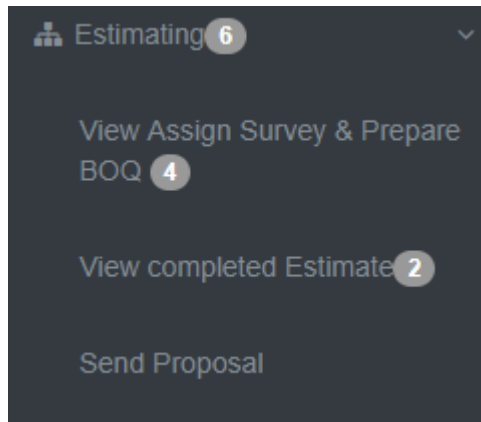 Estimating 6
View Assign Survey & Prepare
BOQ 4
View completed Estimate 2
Send Proposal